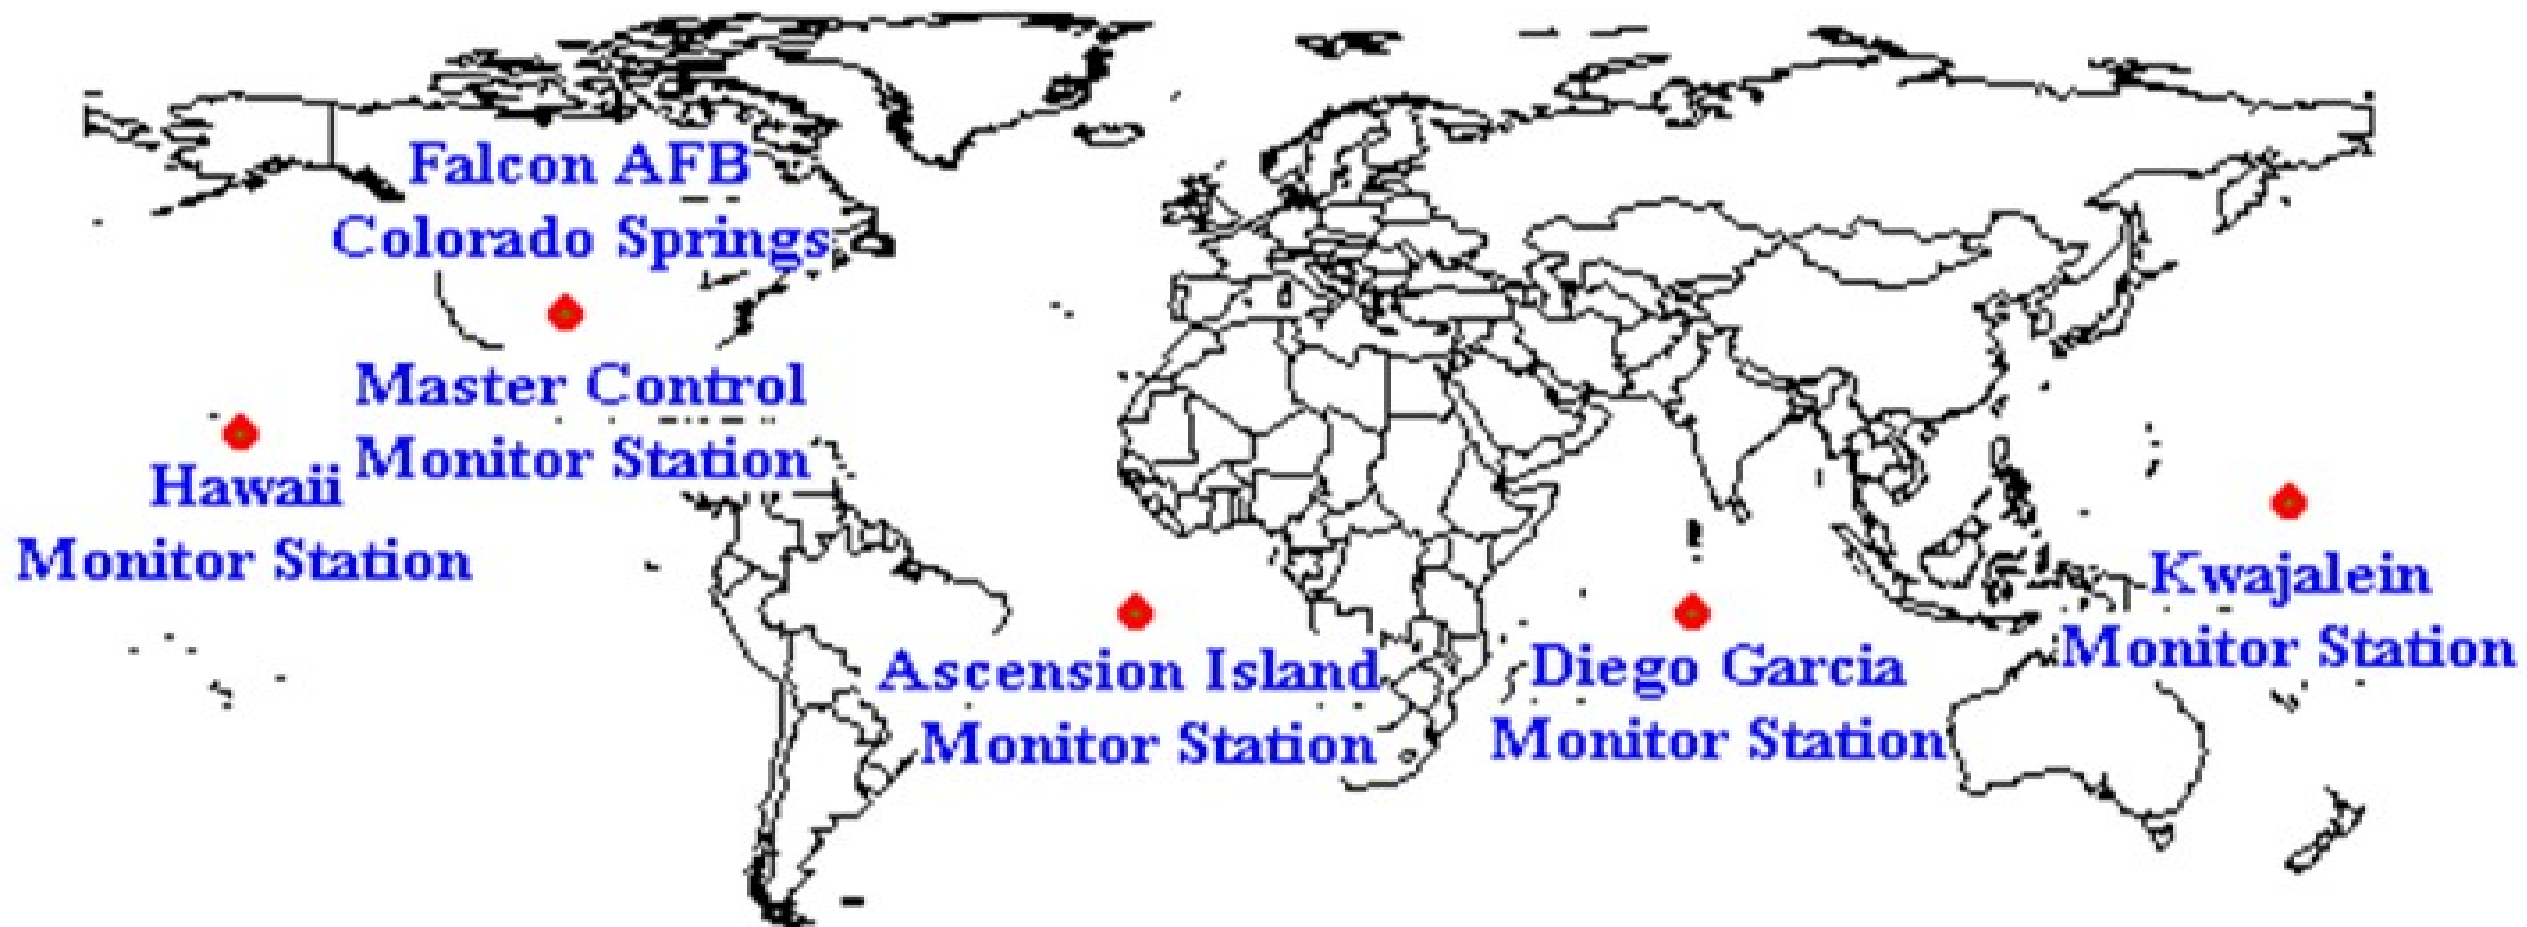 Falcon AFB
Colorado Springs
Master Control
Monitor Station
Hawaii
Monitor Station
Ascension Island
Monitor Station
Diego Garcia
Monitor Station
Kwajalein
Monitor Station